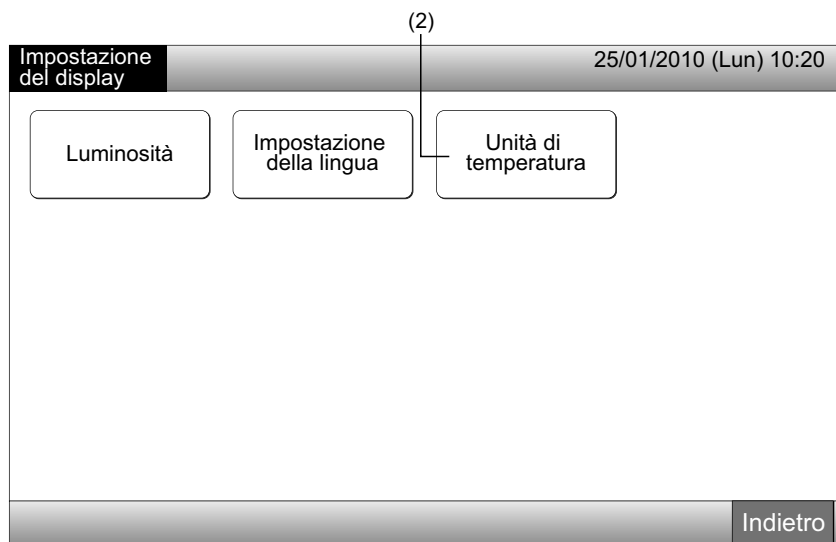 (2)
Impostazione
del display
25/01/2010 (Lun) 10:20
Luminosità
Impostazione
della lingua
Unità di
temperatura
Indietro